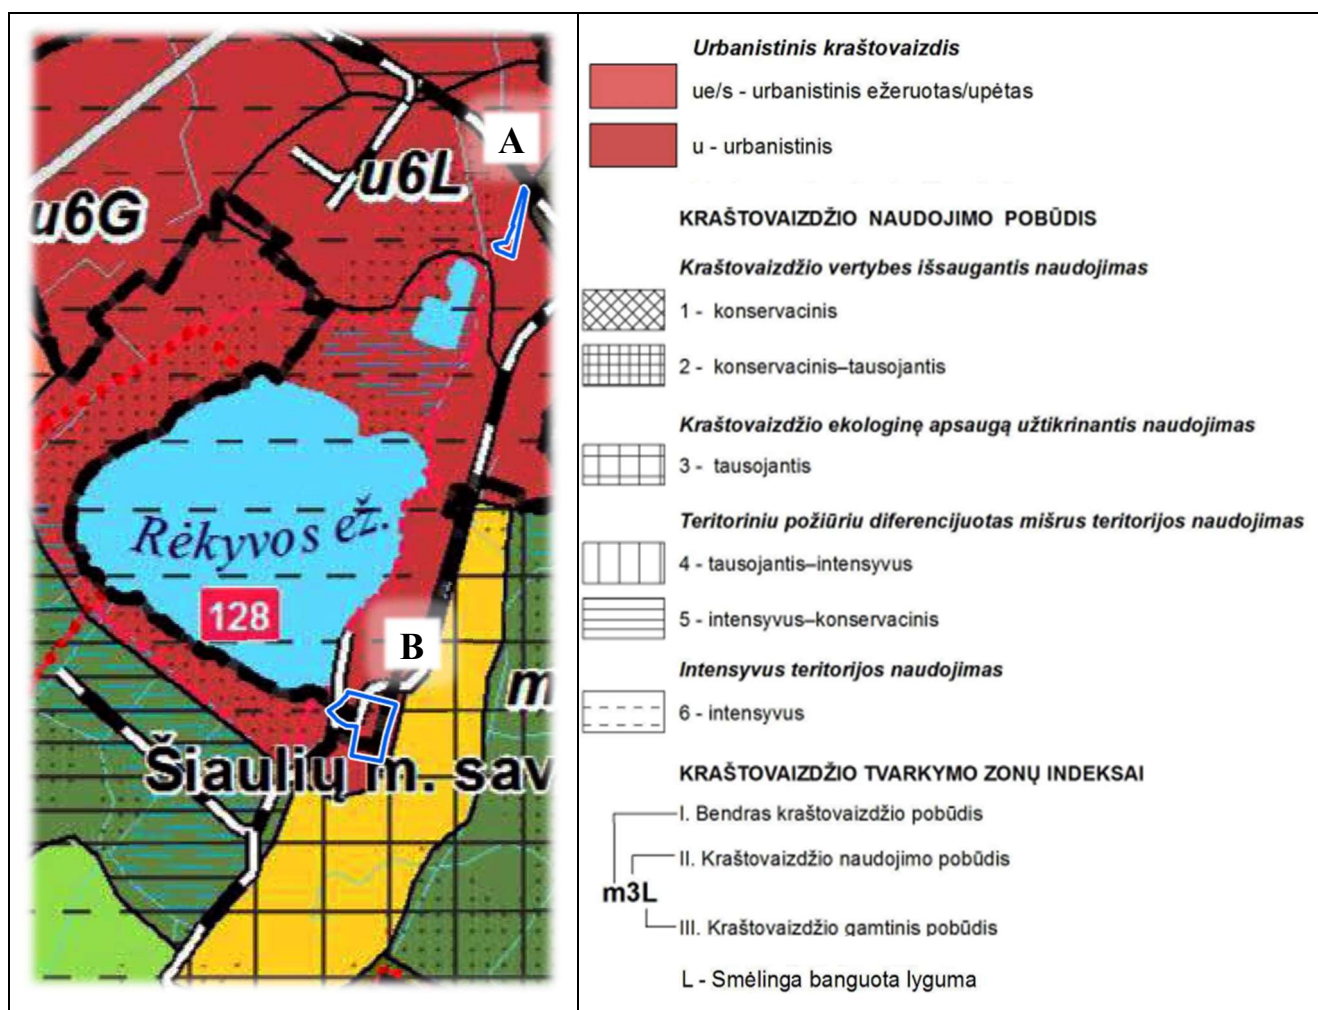 A
u6L
u6G
Rėkyvos ež.
128
B
m
Šiaulių m. sav
Urbanistinis kraštovaizdis
ue/s - urbanistinis ežeruotas/upėtas
u - urbanistinis
KRAŠTOVAIZDŽIO NAUDOJIMO POBŪDIS
Kraštovaizdžio vertybes išsaugantis naudojimas
1 - konservacinis
2 - konservacinis–tausojantis
Kraštovaizdžio ekologinę apsaugą užtikrinantis naudojimas
3 - tausojantis
Teritoriniu požiūriu diferencijuotas mišrus teritorijos naudojimas
4 - tausojantis–intensyvus
5 - intensyvus–konservacinis
Intensyvus teritorijos naudojimas
6 - intensyvus
KRAŠTOVAIZDŽIO TVARKYMO ZONŲ INDEKSAI
I. Bendras kraštovaizdžio pobūdis
II. Kraštovaizdžio naudojimo pobūdis
m3L
III. Kraštovaizdžio gamtinis pobūdis
L - Smėlinga banguota lyguma